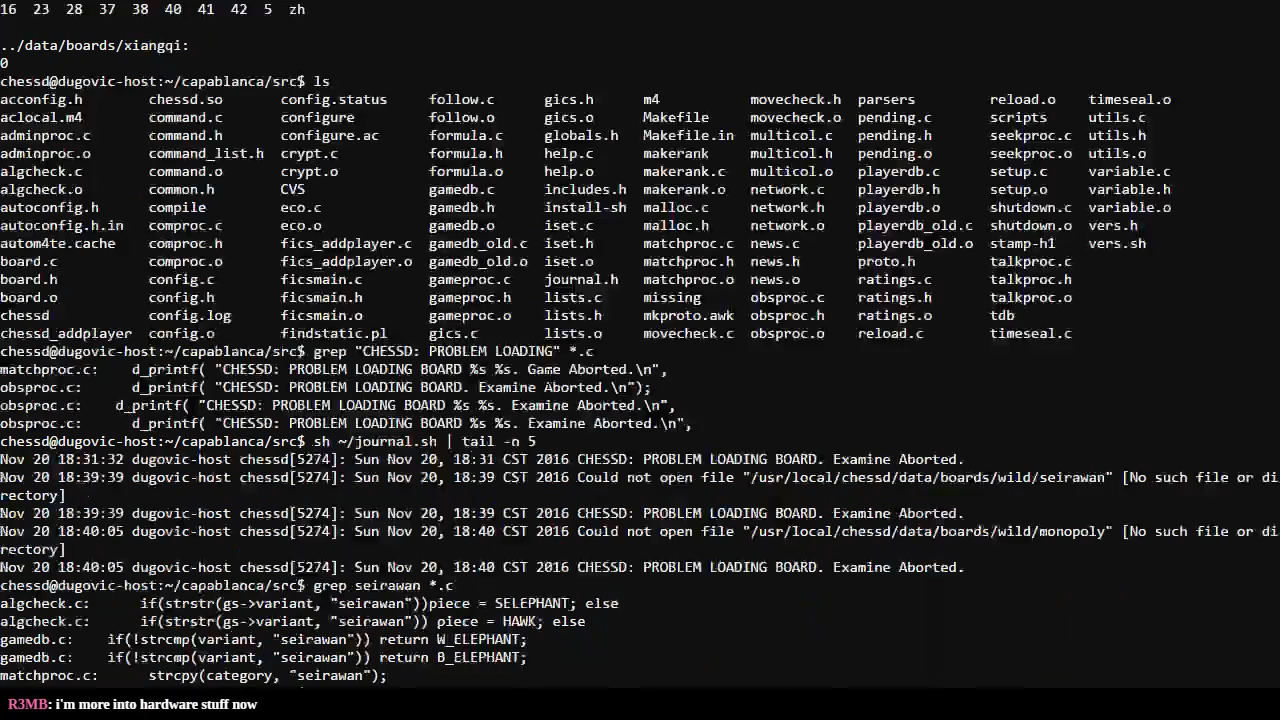 16  23  28  37  38  40  41  42  5  zh
../data/boards/xiangqi:
0
chessd@dugovic-host:~/capablanca/src$ ls
acconfig.h      chessd.so       config.status    follow.c      gics.h      m4           movecheck.h  parsers        reload.o    timeseal.o
aclocal.m4      command.c       configure        follow.o      gics.o      Makefile     movecheck.o  pending.c      scripts     utils.c
adminproc.c     command_list.h  configure.ac     formula.c     globals.h   Makefile.in  multicol.c   pending.h      seekproc.c  utils.h
adminproc.o     command_list.h  crypt.c          formula.h     help.c      makerank     multicol.h   pending.o      seekproc.o  utils.o
algcheck.c      command.o       crypt.o          formula.o     help.o      makerank.c   multicol.o   playerdb.c     setup.c     variable.c
algcheck.o      common.h        CVS              gamedb.c      includes.h  makerank.o   network.c    playerdb.h     setup.o     variable.h
autoconfig.h    compile         eco.c            gamedb.h      install-sh  malloc.c     network.h    playerdb.o     shutdown.c  variable.o
autoconfig.h.in  comproc.c       eco.o            gamedb.o      iset.c      malloc.h     network.o    playerdb_old.c  shutdown.o  vers.h
autom4te.cache  comproc.h       fics_addplayer.c  gamedb_old.c  iset.h      matchproc.c  news.c       playerdb_old.o  stamp-h1    vers.sh
board.c         comproc.o       fics_addplayer.o  gamedb_old.o  iset.o      matchproc.h  news.h       proto.h        talkproc.c
board.h         config.c        ficsmain.c       gameproc.c    journal.h   matchproc.o  news.o       ratings.c      talkproc.h
board.o         config.h        ficsmain.h       gameproc.h    lists.c     missing      obsproc.c    ratings.h      talkproc.o
chessd          config.log      ficsmain.o       gameproc.o    lists.h     mkproto.awk  obsproc.h    ratings.o      tdb
chessd_addplayer  config.o        findstatic.pl    gics.c        lists.o     movecheck.c  obsproc.o    reload.c       timeseal.c
chessd@dugovic-host:~/capablanca/src$ grep "CHESSD: PROBLEM LOADING" *.c
matchproc.c:    d_printf( "CHESSD: PROBLEM LOADING BOARD %s %s. Game Aborted.\n",
obsproc.c:      d_printf( "CHESSD: PROBLEM LOADING BOARD. Examine Aborted.\n");
obsproc.c:    d_printf( "CHESSD: PROBLEM LOADING BOARD %s %s. Examine Aborted.\n",
obsproc.c:      d_printf( "CHESSD: PROBLEM LOADING BOARD %s %s. Examine Aborted.\n",
chessd@dugovic-host:~/capablanca/src$ sh ~/journal.sh | tail -n 5
Nov 20 18:31:32 dugovic-host chessd[5274]: Sun Nov 20, 18:31 CST 2016 CHESSD: PROBLEM LOADING BOARD. Examine Aborted.
Nov 20 18:39:39 dugovic-host chessd[5274]: Sun Nov 20, 18:39 CST 2016 Could not open file "/usr/local/chessd/data/boards/wild/seirawan" [No such file or di
rectory]
Nov 20 18:39:39 dugovic-host chessd[5274]: Sun Nov 20, 18:39 CST 2016 CHESSD: PROBLEM LOADING BOARD. Examine Aborted.
Nov 20 18:40:05 dugovic-host chessd[5274]: Sun Nov 20, 18:40 CST 2016 Could not open file "/usr/local/chessd/data/boards/wild/monopoly" [No such file or di
rectory]
Nov 20 18:40:05 dugovic-host chessd[5274]: Sun Nov 20, 18:40 CST 2016 CHESSD: PROBLEM LOADING BOARD. Examine Aborted.
chessd@dugovic-host:~/capablanca/src$ grep seirawan *.c
algcheck.c:      if(strstr(gs->variant, "seirawan"))piece = SELEPHANT; else
algcheck.c:      if(strstr(gs->variant, "seirawan")) piece = HAWK; else
gamedb.c:    if(!strcmp(variant, "seirawan")) return W_ELEPHANT;
gamedb.c:    if(!strcmp(variant, "seirawan")) return B_ELEPHANT;
matchproc.c:      strcpy(category, "seirawan");
R3MB: i'm more into hardware stuff now